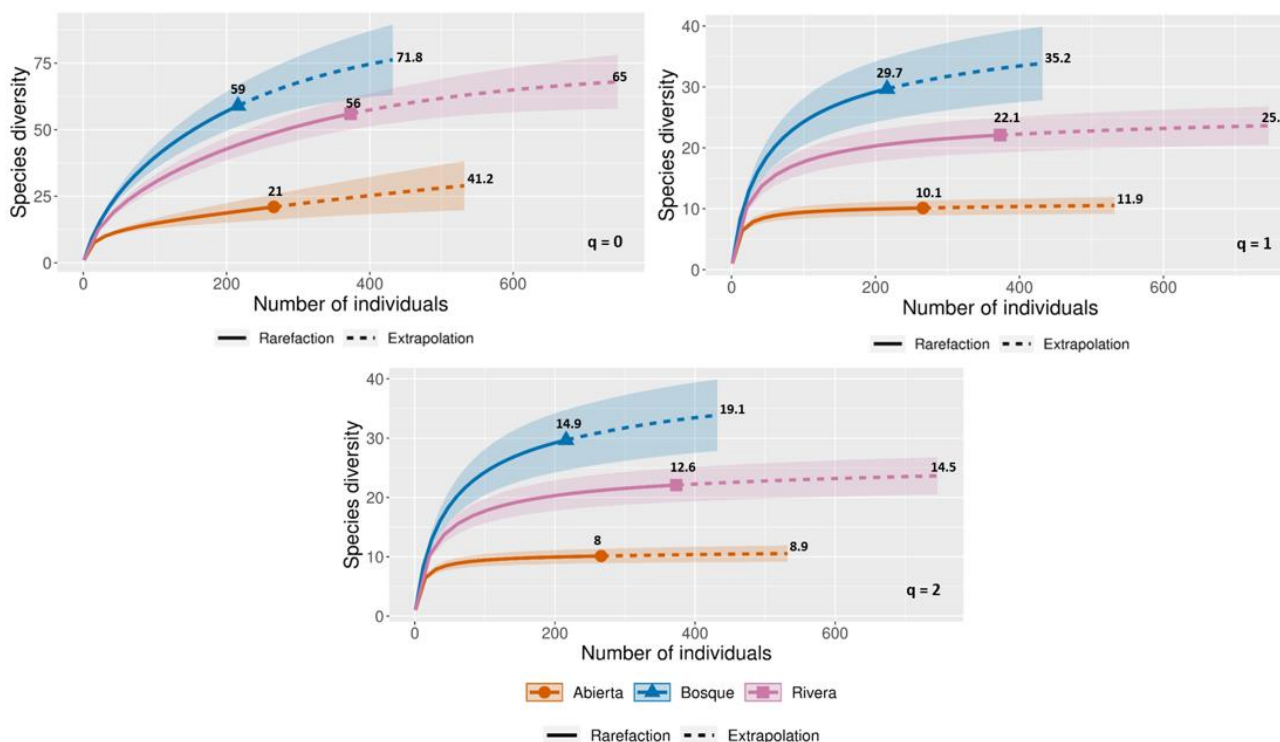 Species diversity
75
50
25
0
59
71.8
56
65
21
41.2
q = 0
0
200
400
600
Number of individuals
Rarefaction
Extrapolation
Species diversity
40
30
20
10
0
29.7
35.2
22.1
25.
10.1
11.9
q = 1
0
200
400
600
Number of individuals
Rarefaction
Extrapolation
Species diversity
40
30
20
10
0
14.9
19.1
12.6
14.5
8
8.9
q = 2
0
200
400
600
Number of individuals
Abierta
Bosque
Rivera
Rarefaction
Extrapolation